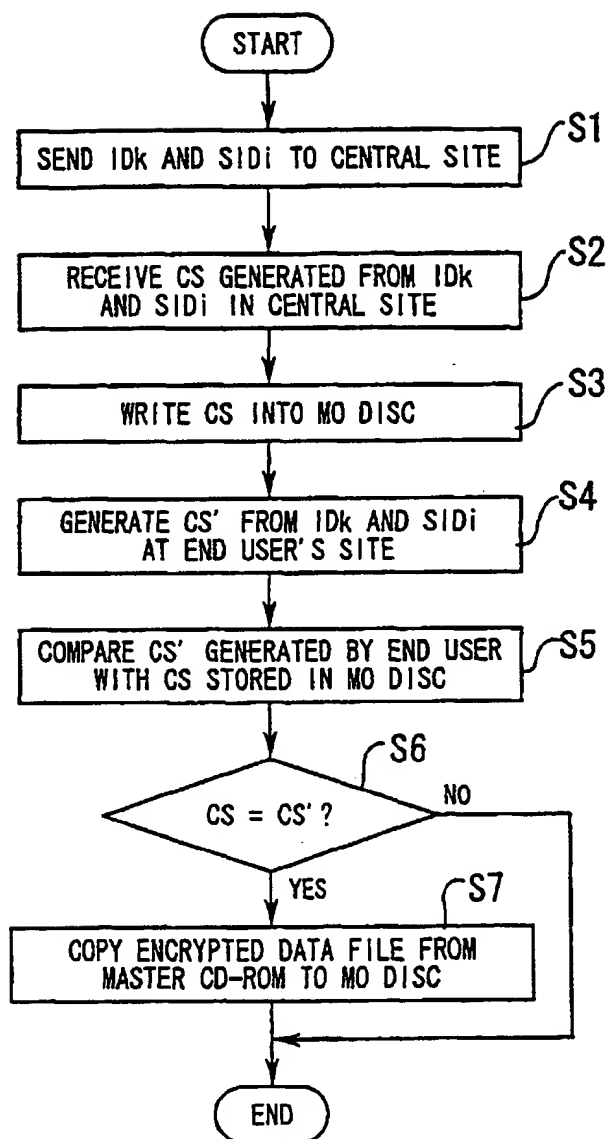 START
S1
SEND IDk AND SIDi TO CENTRAL SITE
S2
RECEIVE CS GENERATED FROM IDk
AND SIDi IN CENTRAL SITE
S3
WRITE CS INTO MO DISC
S4
GENERATE CS' FROM IDk AND SIDi
AT END USER'S SITE
S5
COMPARE CS' GENERATED BY END USER
WITH CS STORED IN MO DISC
S6
CS = CS' ?
NO
YES
S7
COPY ENCRYPTED DATA FILE FROM
MASTER CD-ROM TO MO DISC
END